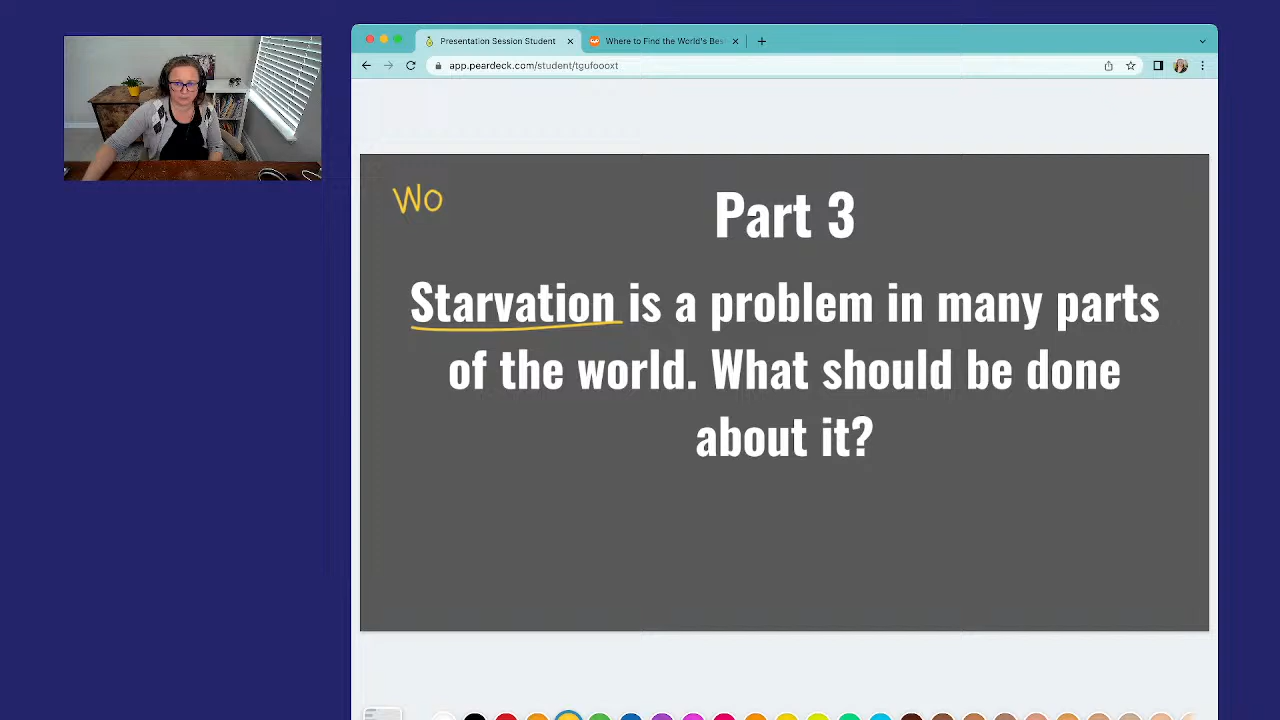 Presentation Session Student
Where to Find the World's Bes
app.peardeck.com/student/tgufoooxt
Wo
Part 3
Starvation is a problem in many parts
of the world. What should be done
about it?